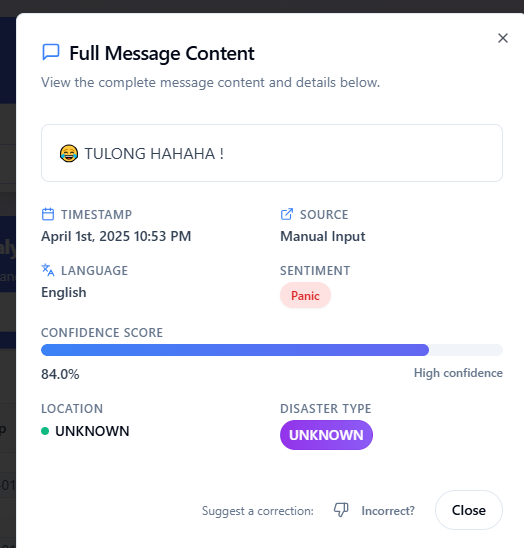 Full Message Content
View the complete message content and details below.
😂 TULONG HAHAHA !
TIMESTAMP
April 1st, 2025 10:53 PM
SOURCE
Manual Input
LANGUAGE
English
SENTIMENT
Panic
CONFIDENCE SCORE
84.0%
High confidence
LOCATION
UNKNOWN
DISASTER TYPE
UNKNOWN
Suggest a correction:
Incorrect?
Close